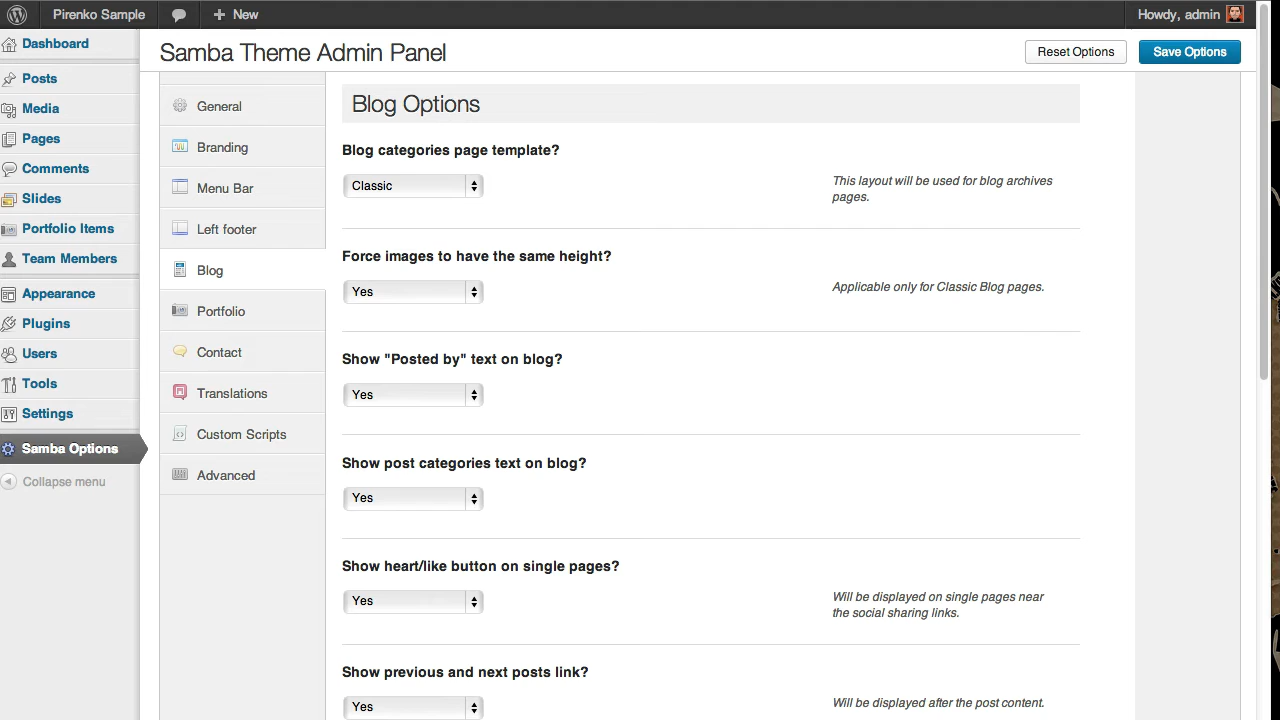 Pirenko Sample
New
Howdy, admin
Samba Theme Admin Panel
Reset Options
Save Options
Dashboard
Posts
Media
Pages
Comments
Slides
Portfolio Items
Team Members
Appearance
Plugins
Users
Tools
Settings
Samba Options
Collapse menu
General
Branding
Menu Bar
Left footer
Blog
Portfolio
Contact
Translations
Custom Scripts
Advanced
Blog Options
Blog categories page template?
Classic
This layout will be used for blog archives
pages.
Force images to have the same height?
Yes
Applicable only for Classic Blog pages.
Show "Posted by" text on blog?
Yes
Show post categories text on blog?
Yes
Show heart/like button on single pages?
Yes
Will be displayed on single pages near
the social sharing links.
Show previous and next posts link?
Yes
Will be displayed after the post content.